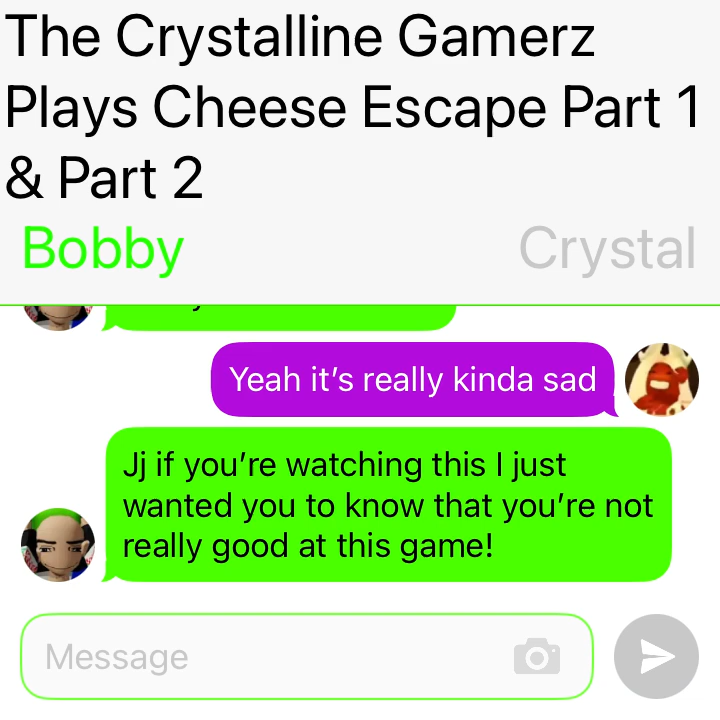 The Crystalline Gamerz
Plays Cheese Escape Part 1
& Part 2
Bobby
Crystal
Yeah it's really kinda sad
Jj if you're watching this I just
wanted you to know that you're not
really good at this game!
Message